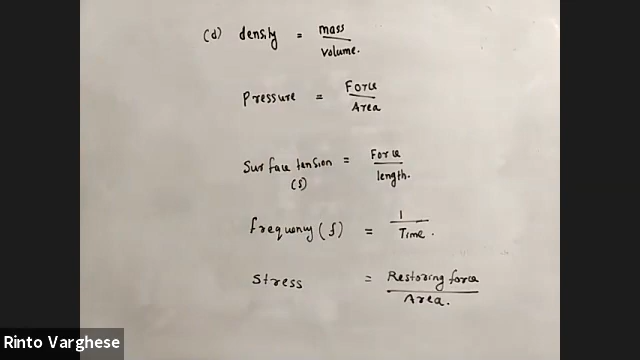 (d) density = mass / volume.
Pressure = Force / Area
Surface tension = Force / length.
(S)
frequency (f) = 1 / Time.
Stress = Restoring force / Area.
Rinto Varghese